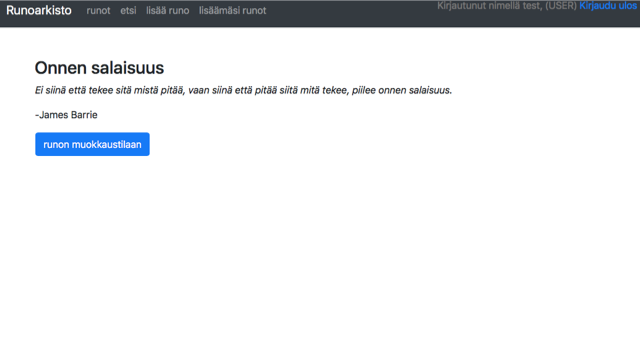 Runoarkisto runot etsi lisää runo lisäämäsi runot Kirjautunut nimellä test, (USER) Kirjaudu ulos
Onnen salaisuus
Ei siinä että tekee sitä mistä pitää, vaan siinä että pitää siitä mitä tekee, piilee onnen salaisuus.
-James Barrie
runon muokkaustilaan